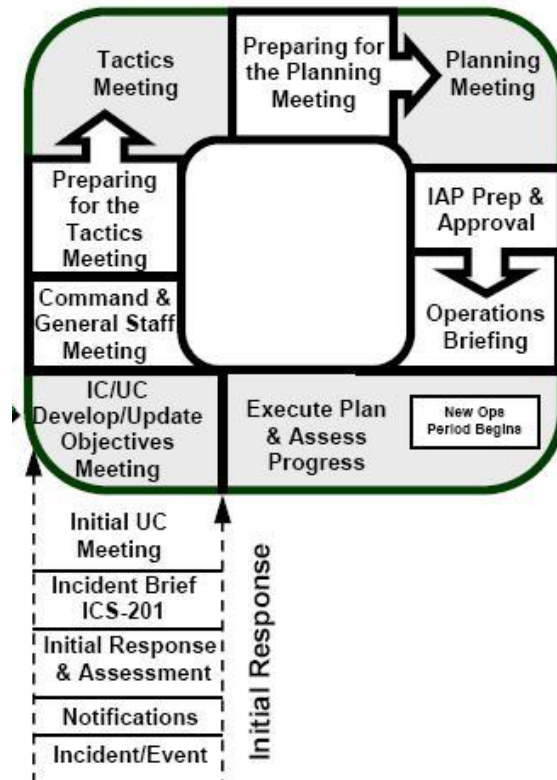 Tactics
Meeting
Preparing for
the Planning
Meeting
Planning
Meeting
Preparing
for the
Tactics
Meeting
IAP Prep &
Approval
Command &
General Staff
Meeting
Operations
Briefing
IC/UC
Develop/Update
Objectives
Meeting
Execute Plan
& Assess
Progress
New Ops
Period Begins
Initial UC
Meeting
Incident Brief
ICS-201
Initial Response
& Assessment
Notifications
Incident/Event
Initial Response